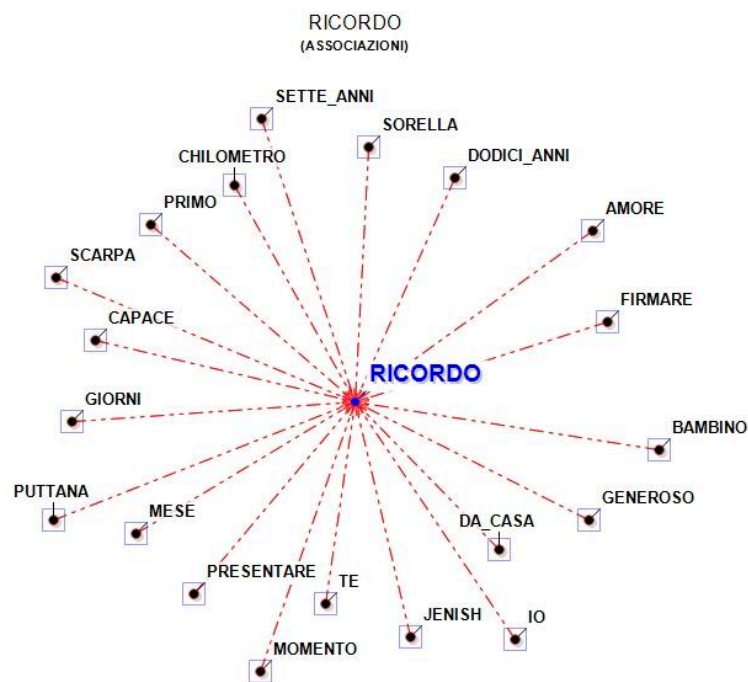 RICORDO
(ASSOCIAZIONI)
SETTE_ANNI
SORELLA
CHILOMETRO
DODICI_ANNI
PRIMO
AMORE
SCARPA
FIRMARE
CAPACE
RICORDO
GIORNI
BAMBINO
PUTTANA
GENEROSO
MESE
DA_CASA
PRESENTARE
TE
JENISH
IO
MOMENTO